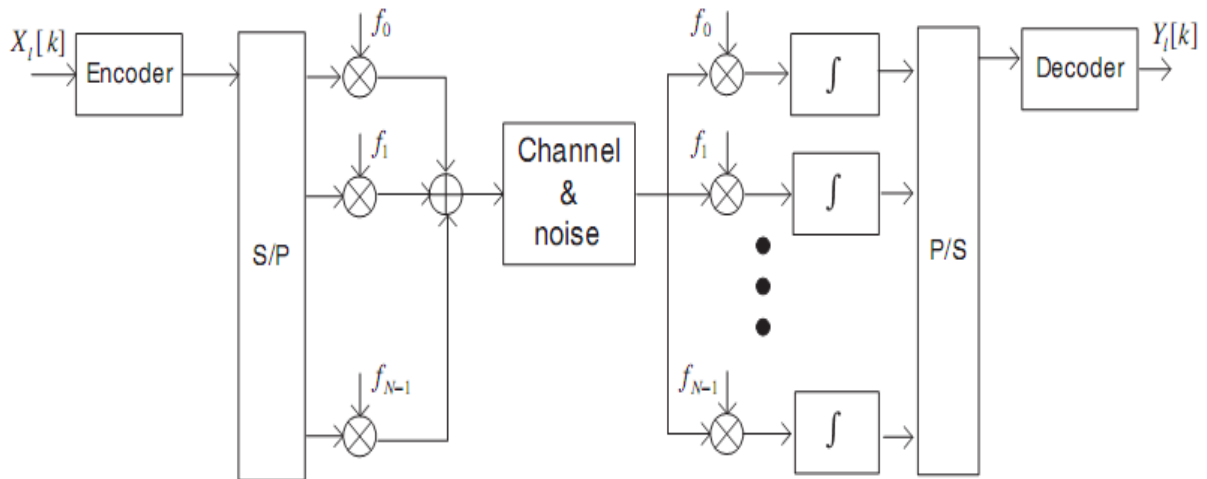 X_l[k]
Encoder
S/P
f_0
f_1
f_{N-1}
Channel
&
noise
f_0
f_1
f_{N-1}
∫
∫
∫
P/S
Decoder
Y_l[k]